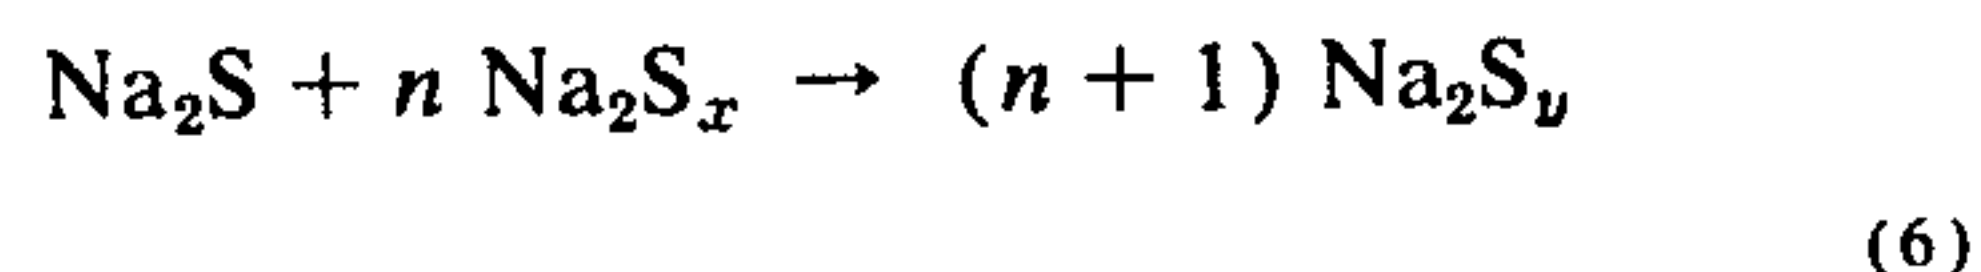 Na₂S + n Na₂Sₓ → (n + 1) Na₂Sᵧ
(6)